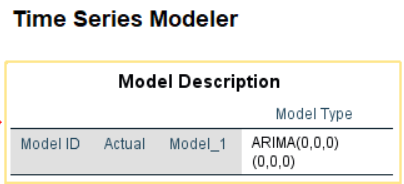 Time Series Modeler
Model Description
Model Type
Model ID Actual Model_1 ARIMA(0,0,0)
(0,0,0)